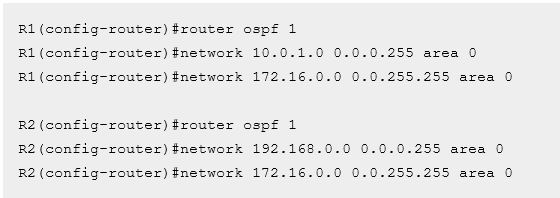 R1(config-router)#router ospf 1
R1(config-router)#network 10.0.1.0 0.0.0.255 area 0
R1(config-router)#network 172.16.0.0 0.0.255.255 area 0
R2(config-router)#router ospf 1
R2(config-router)#network 192.168.0.0 0.0.0.255 area 0
R2(config-router)#network 172.16.0.0 0.0.255.255 area 0